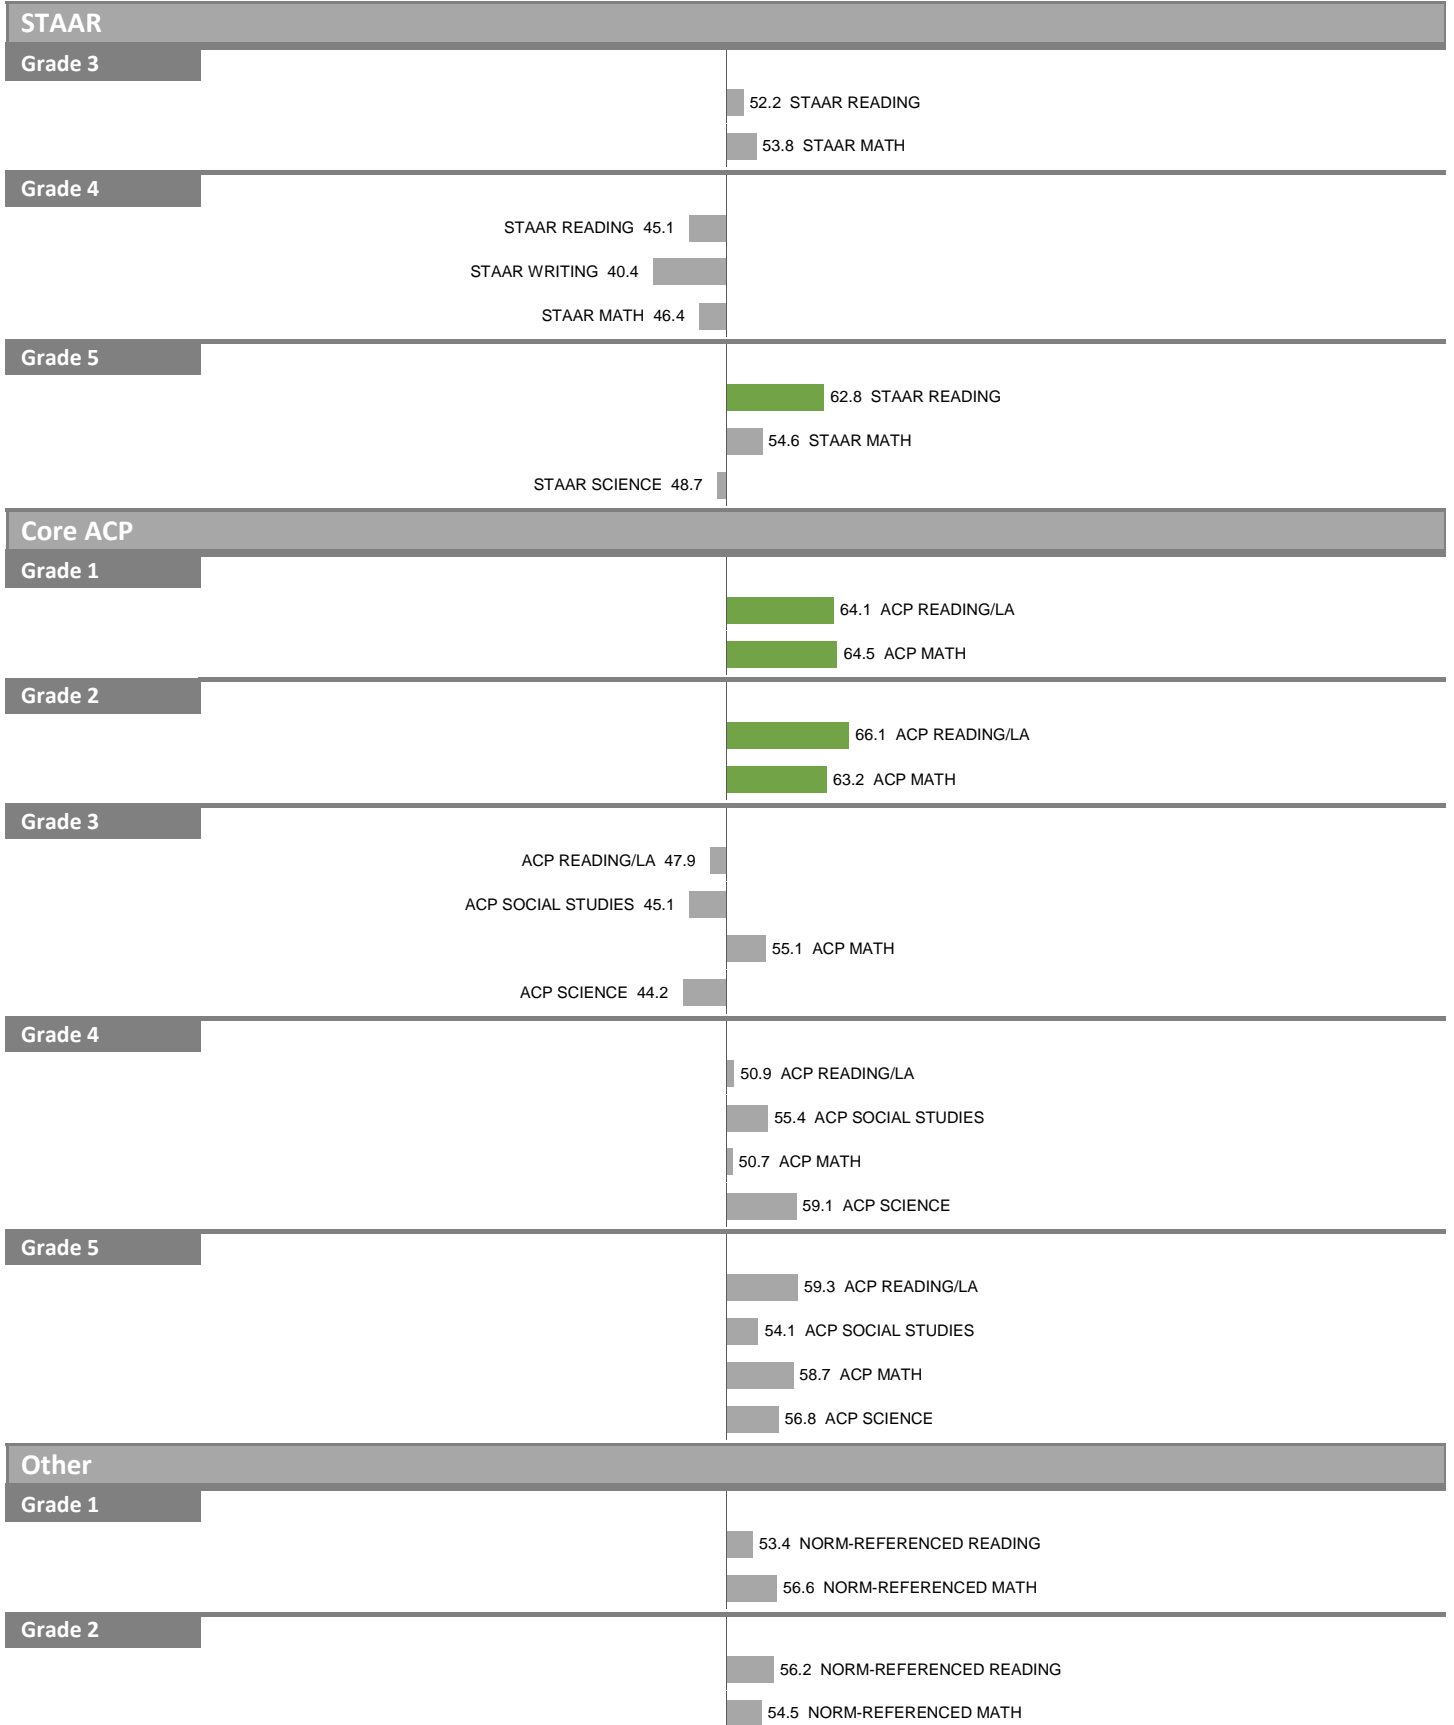 STAAR
Grade 3
52.2 STAAR READING
53.8 STAAR MATH
Grade 4
STAAR READING 45.1
STAAR WRITING 40.4
STAAR MATH 46.4
Grade 5
62.8 STAAR READING
54.6 STAAR MATH
STAAR SCIENCE 48.7
Core ACP
Grade 1
64.1 ACP READING/LA
64.5 ACP MATH
Grade 2
66.1 ACP READING/LA
63.2 ACP MATH
Grade 3
ACP READING/LA 47.9
ACP SOCIAL STUDIES 45.1
55.1 ACP MATH
ACP SCIENCE 44.2
Grade 4
50.9 ACP READING/LA
55.4 ACP SOCIAL STUDIES
50.7 ACP MATH
59.1 ACP SCIENCE
Grade 5
59.3 ACP READING/LA
54.1 ACP SOCIAL STUDIES
58.7 ACP MATH
56.8 ACP SCIENCE
Other
Grade 1
53.4 NORM-REFERENCED READING
56.6 NORM-REFERENCED MATH
Grade 2
56.2 NORM-REFERENCED READING
54.5 NORM-REFERENCED MATH